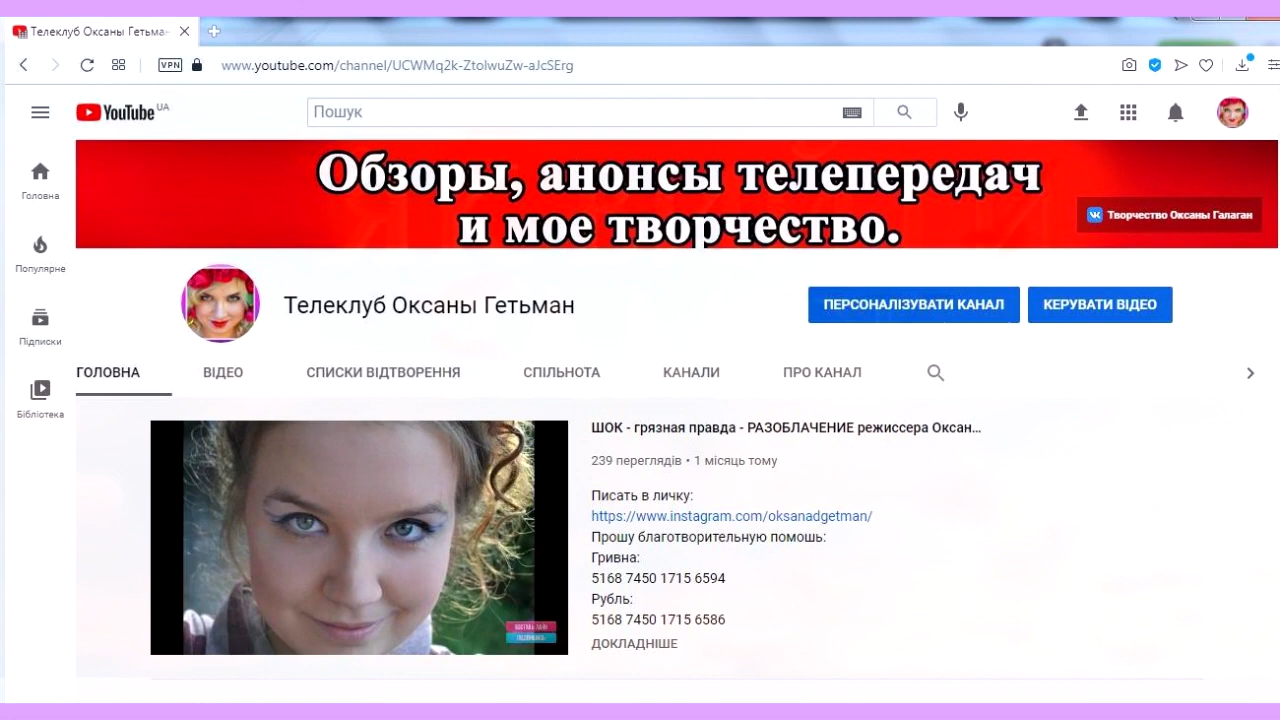 Телеклуб Оксаны Гетьма
VPN
www.youtube.com/channel/UCWMq2k-ZtolwuZw-aJcSErg
YouTube UA
Пошук
Обзоры, анонсы телепередач
и мое творчество.
Творчество Оксаны Галаган
Головна
Популярне
Підписки
Бібліотека
Телеклуб Оксаны Гетьман
ПЕРСОНАЛІЗУВАТИ КАНАЛ
КЕРУВАТИ ВІДЕО
ГОЛОВНА
ВІДЕО
СПИСКИ ВІДТВОРЕННЯ
СПІЛЬНОТА
КАНАЛИ
ПРО КАНАЛ
ШОК - грязная правда - РАЗОБЛАЧЕНИЕ режиссера Оксан...
239 переглядів • 1 місяць тому
Писать в личку:
https://www.instagram.com/oksanadgetman/
Прошу благотворительную помошь:
Гривна:
5168 7450 1715 6594
Рубль:
5168 7450 1715 6586
ДОКЛАДНІШЕ